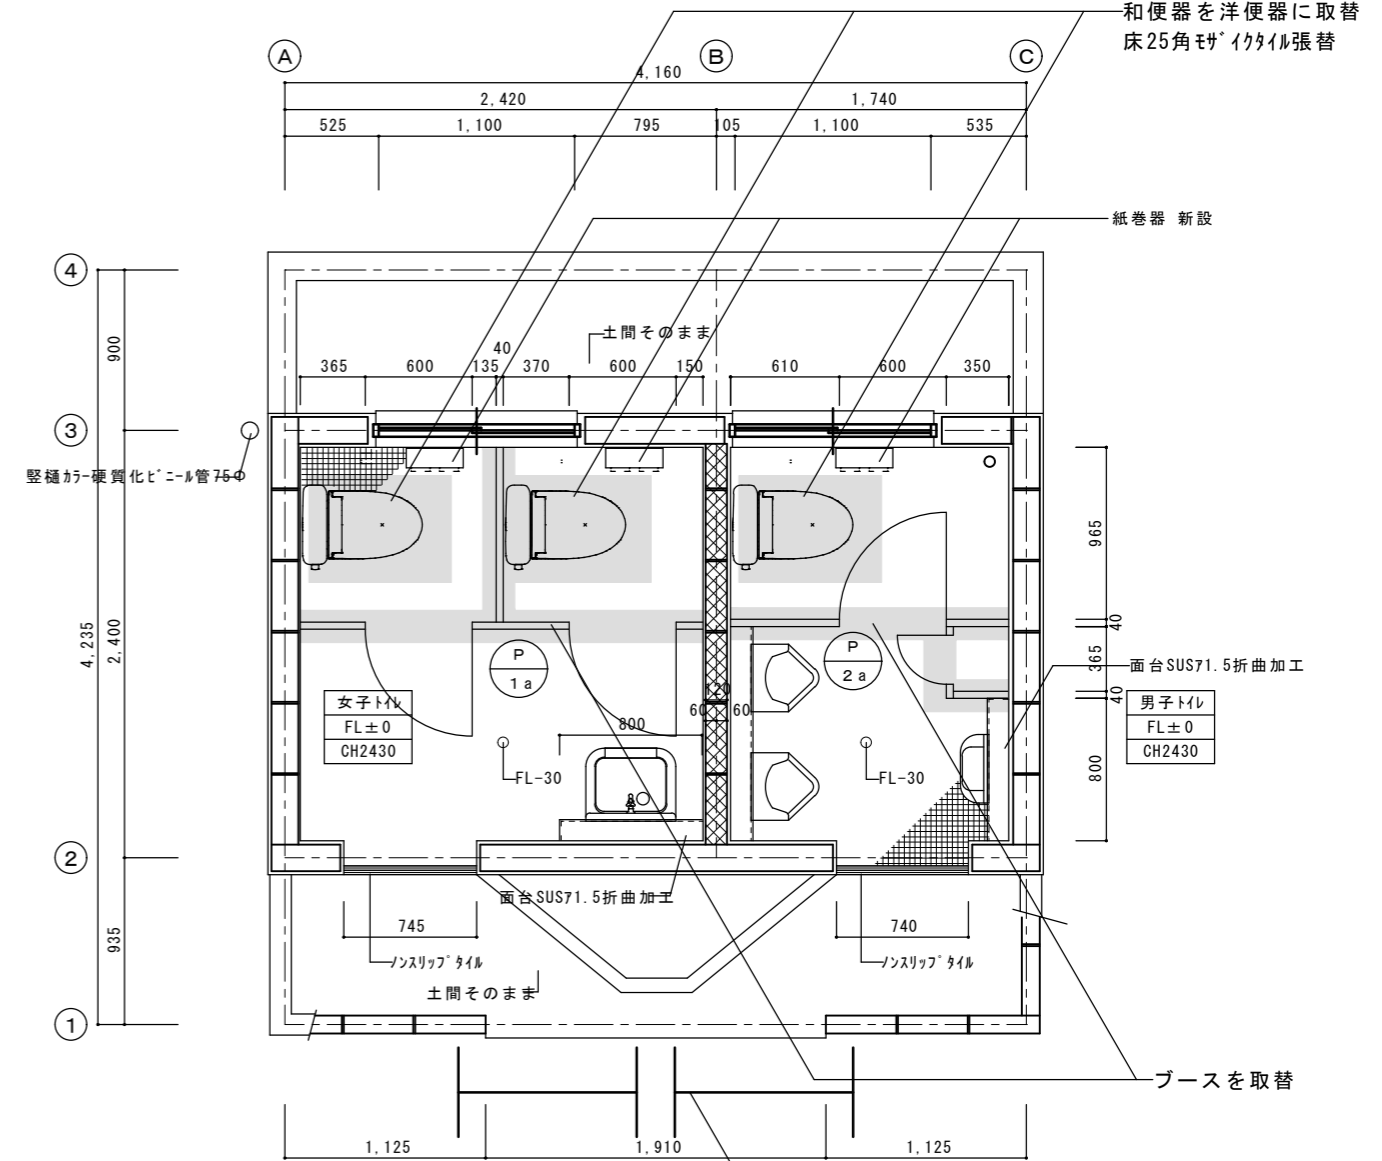 和便器を洋便器に取替
床25角ﾓｻﾞｲｸﾀｲﾙ張替
A
B
C
4,160
2,420
1,740
525
1,100
795
105
1,100
535
紙巻器 新設
4
900
土間そのまま
40
365
600
135
370
600
150
610
600
350
3
竪樋ｶﾗｰ硬質化ﾋﾞﾆｰﾙ管75φ
965
4,235
2,400
40
365
面台SUSｱ1.5折曲加工
40
P
1a
P
2a
女子ﾄｲﾚ
FL±0
CH2430
男子ﾄｲﾚ
FL±0
CH2430
120
60
60
800
FL-30
FL-30
800
2
面台SUSｱ1.5折曲加工
935
745
740
ﾉﾝｽﾘｯﾌﾟﾀｲﾙ
ﾉﾝｽﾘｯﾌﾟﾀｲﾙ
土間そのまま
1
ブースを取替
1,125
1,910
1,125